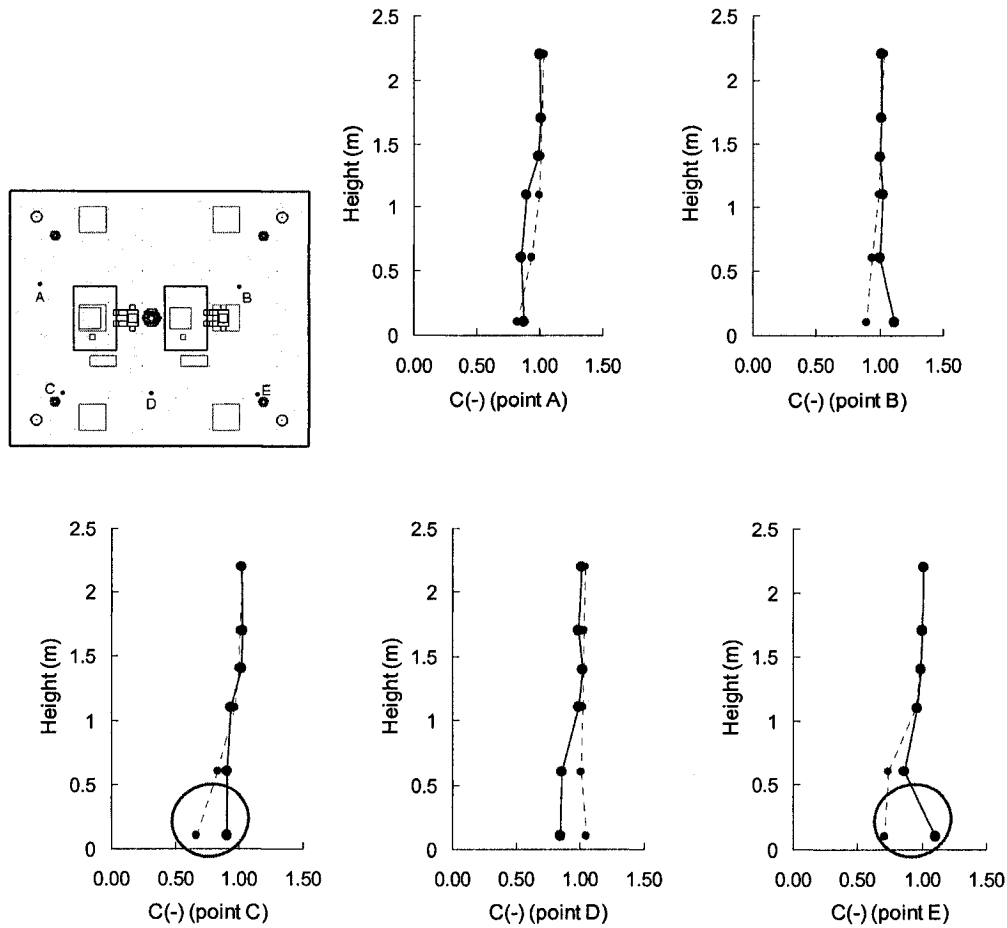 2.5
2
1.5
1
0.5
0
Height (m)
0.00 0.50 1.00 1.50
C(-) (point A)
2.5
2
1.5
1
0.5
0
Height (m)
0.00 0.50 1.00 1.50
C(-) (point B)
A
B
C
D
E
2.5
2
1.5
1
0.5
0
Height (m)
0.00 0.50 1.00 1.50
C(-) (point C)
2.5
2
1.5
1
0.5
0
Height (m)
0.00 0.50 1.00 1.50
C(-) (point D)
2.5
2
1.5
1
0.5
0
Height (m)
0.00 0.50 1.00 1.50
C(-) (point E)